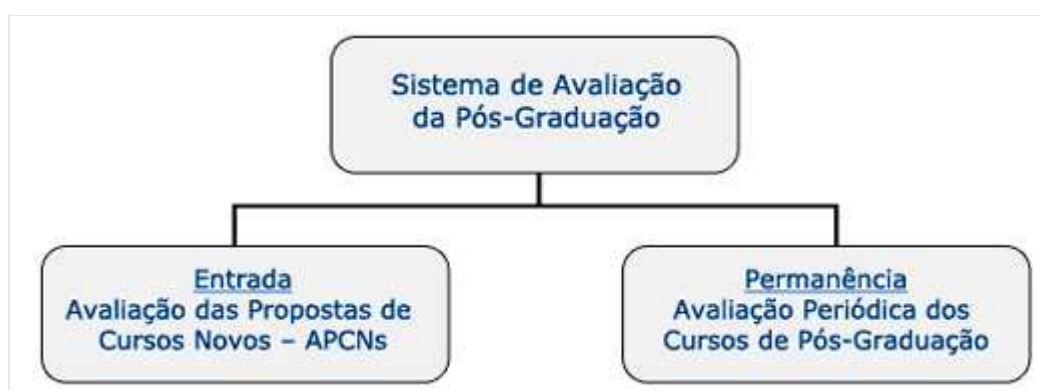 Sistema de Avaliação
da Pós-Graduação
Entrada
Avaliação das Propostas de
Cursos Novos – APCNs
Permanência
Avaliação Periódica dos
Cursos de Pós-Graduação